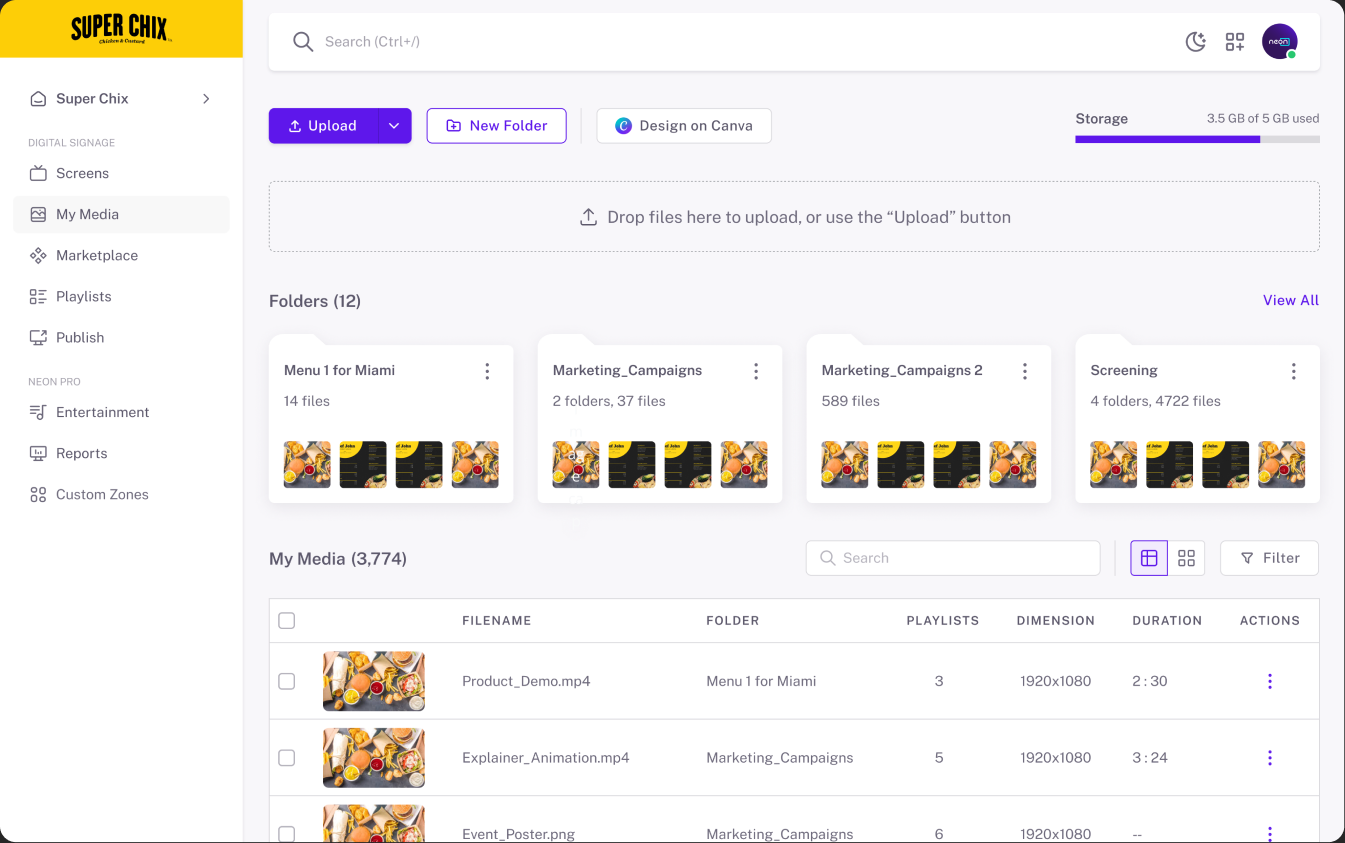 SUPER CHIX
Chicken & Custard
Search (Ctrl+/)
neon
Super Chix
DIGITAL SIGNAGE
Screens
My Media
Marketplace
Playlists
Publish
NEON PRO
Entertainment
Reports
Custom Zones
Upload
New Folder
Design on Canva
Storage
3.5 GB of 5 GB used
Drop files here to upload, or use the “Upload” button
Folders (12)
View All
Menu 1 for Miami
14 files
Marketing_Campaigns
2 folders, 37 files
Marketing_Campaigns 2
589 files
Screening
4 folders, 4722 files
My Media (3,774)
Search
Filter
FILENAME FOLDER PLAYLISTS DIMENSION DURATION ACTIONS
Product_Demo.mp4 Menu 1 for Miami 3 1920x1080 2 : 30
Explainer_Animation.mp4 Marketing_Campaigns 5 1920x1080 3 : 24
Event_Poster.png Marketing_Campaigns 6 1920x1080 --